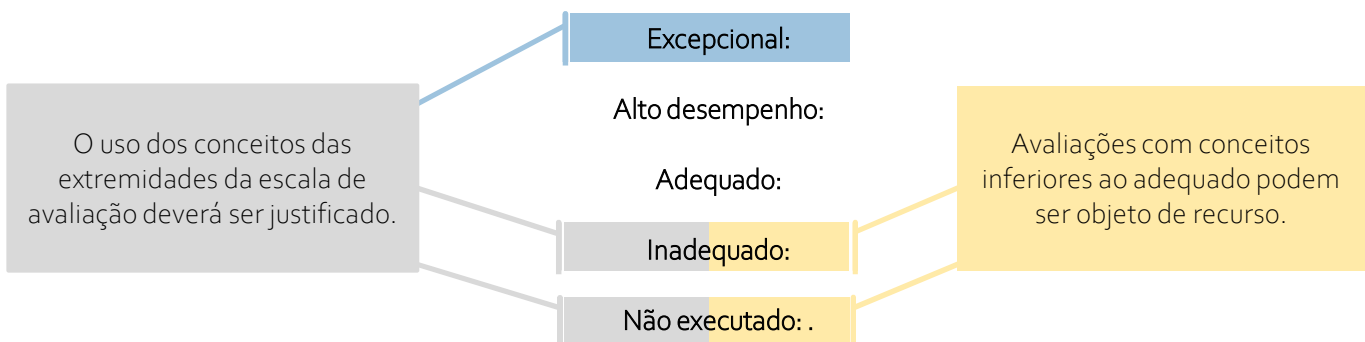 O uso dos conceitos das
extremidades da escala de
avaliação deverá ser justificado.
Excepcional:
Alto desempenho:
Adequado:
Inadequado:
Não executado: .
Avaliações com conceitos
inferiores ao adequado podem
ser objeto de recurso.